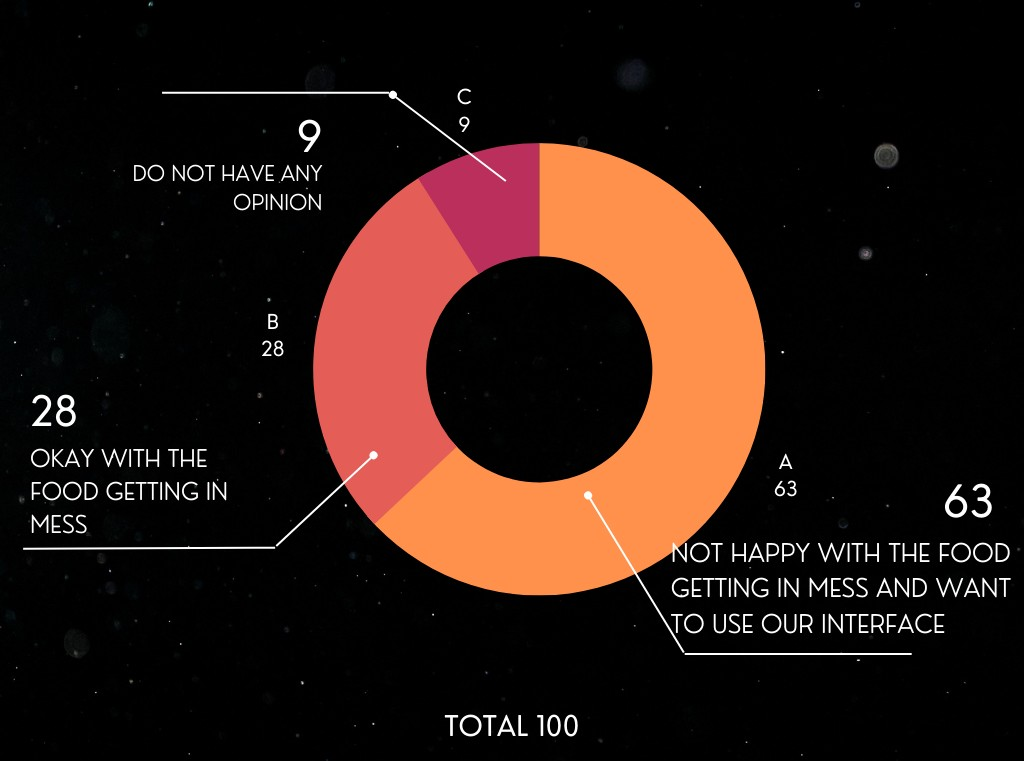 C
9
9
DO NOT HAVE ANY
OPINION
B
28
28
OKAY WITH THE
FOOD GETTING IN
MESS
A
63
63
NOT HAPPY WITH THE FOOD
GETTING IN MESS AND WANT
TO USE OUR INTERFACE
TOTAL 100